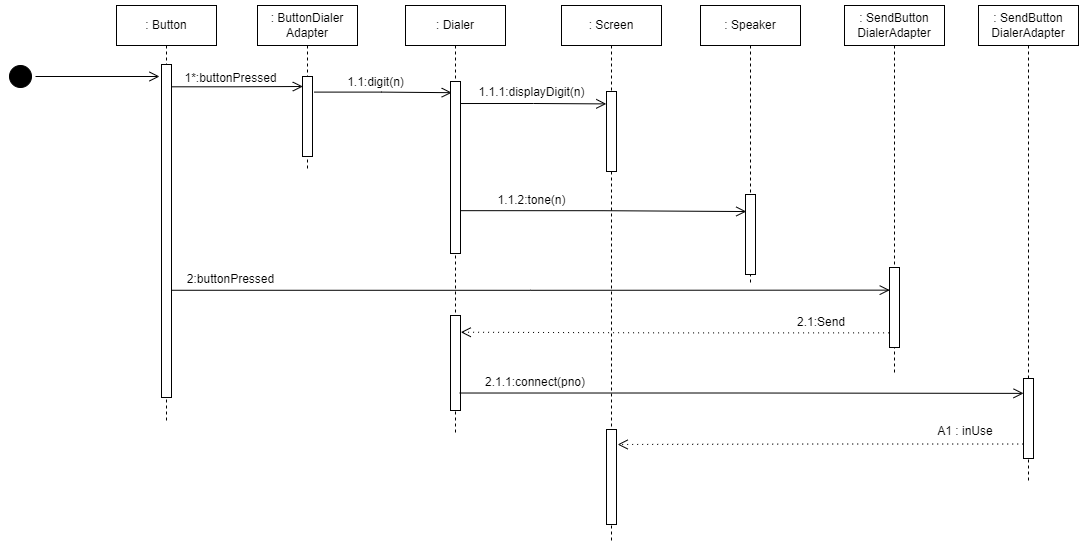 : Button
: ButtonDialer
Adapter
: Dialer
: Screen
: Speaker
: SendButton
DialerAdapter
: SendButton
DialerAdapter
1*:buttonPressed
1.1:digit(n)
1.1.1:displayDigit(n)
1.1.2:tone(n)
2:buttonPressed
2.1:Send
2.1.1:connect(pno)
A1 : inUse